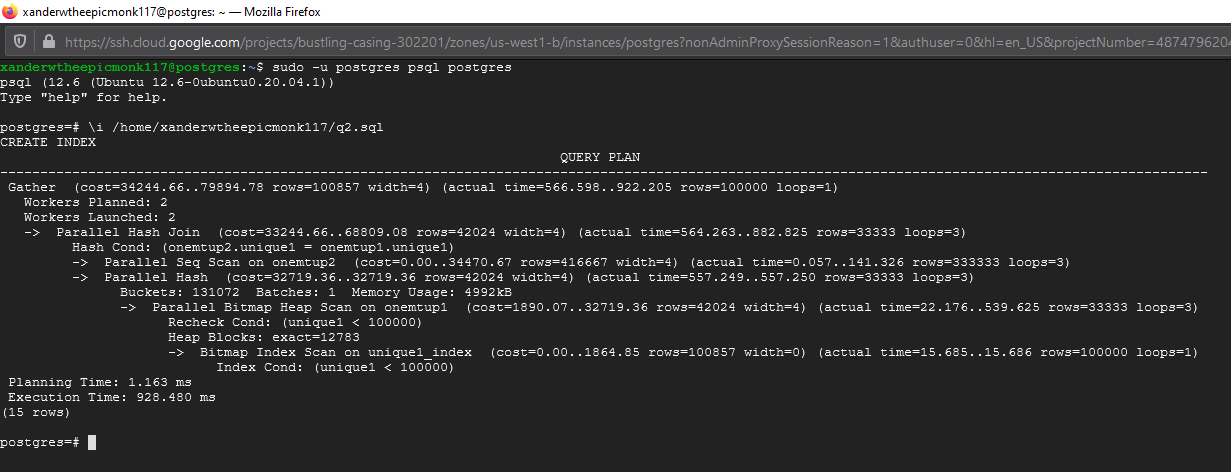 xanderwtheepicmonk117@postgres: ~ — Mozilla Firefox
https://ssh.cloud.google.com/projects/bustling-casing-302201/zones/us-west1-b/instances/postgres?nonAdminProxySessionReason=1&authuser=0&hl=en_US&projectNumber=4874796204
xanderwtheepicmonk117@postgres:~$ sudo -u postgres psql postgres
psql (12.6 (Ubuntu 12.6-0ubuntu0.20.04.1))
Type "help" for help.
postgres=# \i /home/xanderwtheepicmonk117/q2.sql
CREATE INDEX
QUERY PLAN
-------------------------------------------------------------------------------------------------------------------------------------------------------
Gather  (cost=34244.66..79894.78 rows=100857 width=4) (actual time=566.598..922.205 rows=100000 loops=1)
Workers Planned: 2
Workers Launched: 2
->  Parallel Hash Join  (cost=33244.66..68809.08 rows=42024 width=4) (actual time=564.263..882.825 rows=33333 loops=3)
Hash Cond: (onemtup2.unique1 = onemtup1.unique1)
->  Parallel Seq Scan on onemtup2  (cost=0.00..34470.67 rows=416667 width=4) (actual time=0.057..141.326 rows=333333 loops=3)
->  Parallel Hash  (cost=32719.36..32719.36 rows=42024 width=4) (actual time=557.249..557.250 rows=33333 loops=3)
Buckets: 131072  Batches: 1  Memory Usage: 4992kB
->  Parallel Bitmap Heap Scan on onemtup1  (cost=1890.07..32719.36 rows=42024 width=4) (actual time=22.176..539.625 rows=33333 loops=3)
Recheck Cond: (unique1 < 100000)
Heap Blocks: exact=12783
->  Bitmap Index Scan on unique1_index  (cost=0.00..1864.85 rows=100857 width=0) (actual time=15.685..15.686 rows=100000 loops=1)
Index Cond: (unique1 < 100000)
Planning Time: 1.163 ms
Execution Time: 928.480 ms
(15 rows)
postgres=#